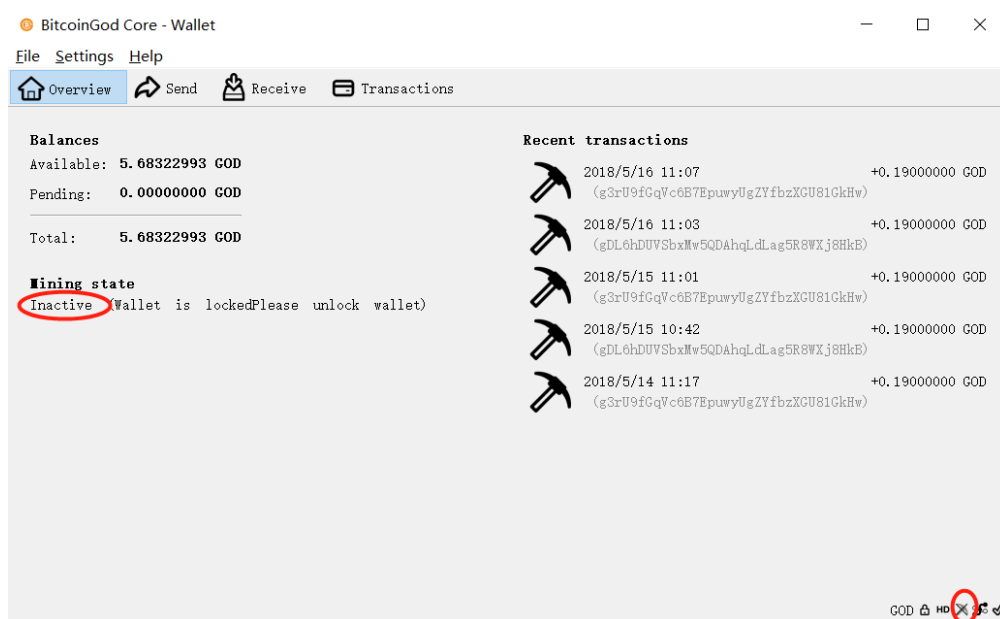 BitcoinGod Core - Wallet
File Settings Help
Overview Send Receive Transactions
Balances
Available: 5.68322993 GOD
Pending: 0.00000000 GOD
Total: 5.68322993 GOD
Mining state
Inactive (Wallet is lockedPlease unlock wallet)
Recent transactions
2018/5/16 11:07 +0.19000000 GOD
(g3rU9fGqVc6B7EpuwyUgZYfbzXGU81GkHw)
2018/5/16 11:03 +0.19000000 GOD
(gDL6hDUVSbxMw5QDAhqLdLag5R8WXj8HkB)
2018/5/15 11:01 +0.19000000 GOD
(g3rU9fGqVc6B7EpuwyUgZYfbzXGU81GkHw)
2018/5/15 10:42 +0.19000000 GOD
(gDL6hDUVSbxMw5QDAhqLdLag5R8WXj8HkB)
2018/5/14 11:17 +0.19000000 GOD
(g3rU9fGqVc6B7EpuwyUgZYfbzXGU81GkHw)
GOD HD